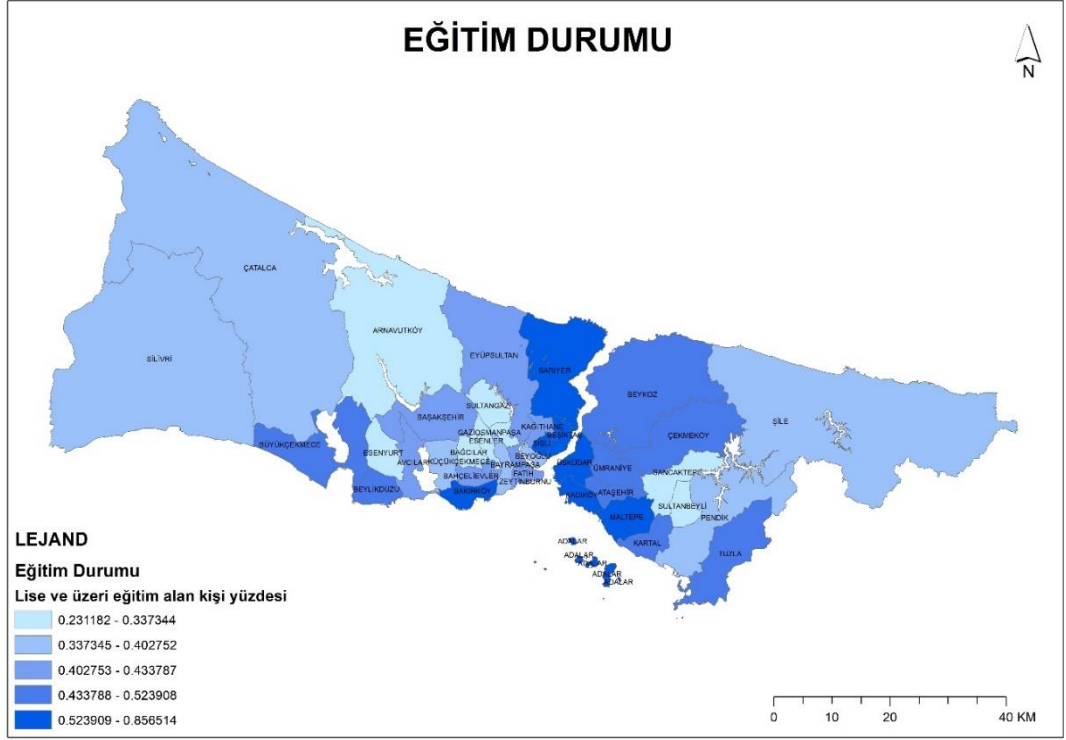 EĞİTİM DURUMU
N
ÇATALCA
SİLİVRİ
ARNAVUTKÖY
EYÜPSULTAN
SARIYER
BEYKOZ
ŞİLE
SULTANGAZİ
BAŞAKŞEHİR
KAĞITHANE
GAZİOSMANPAŞA
BEŞİKTAŞ
ÇEKMEKÖY
BÜYÜKÇEKMECE
ESENLER
ŞİŞLİ
ESENYURT
BAĞCILAR
BEYOĞLU
AVCILAR
KÜÇÜKÇEKMECE
BAYRAMPAŞA
ÜSKÜDAR
ÜMRANİYE
SANCAKTEPE
BAHÇELİEVLER
FATİH
ZEYTİNBURNU
BEYLİKDÜZÜ
BAKIRKÖY
KADIKÖY
ATAŞEHİR
SULTANBEYLİ
MALTEPE
PENDİK
KARTAL
TUZLA
ADALAR
ADALAR
ADALAR
ADALAR
ADALAR
LEJAND
Eğitim Durumu
Lise ve üzeri eğitim alan kişi yüzdesi
0.231182 - 0.337344
0.337345 - 0.402752
0.402753 - 0.433787
0.433788 - 0.523908
0.523909 - 0.856514
0 10 20 40 KM